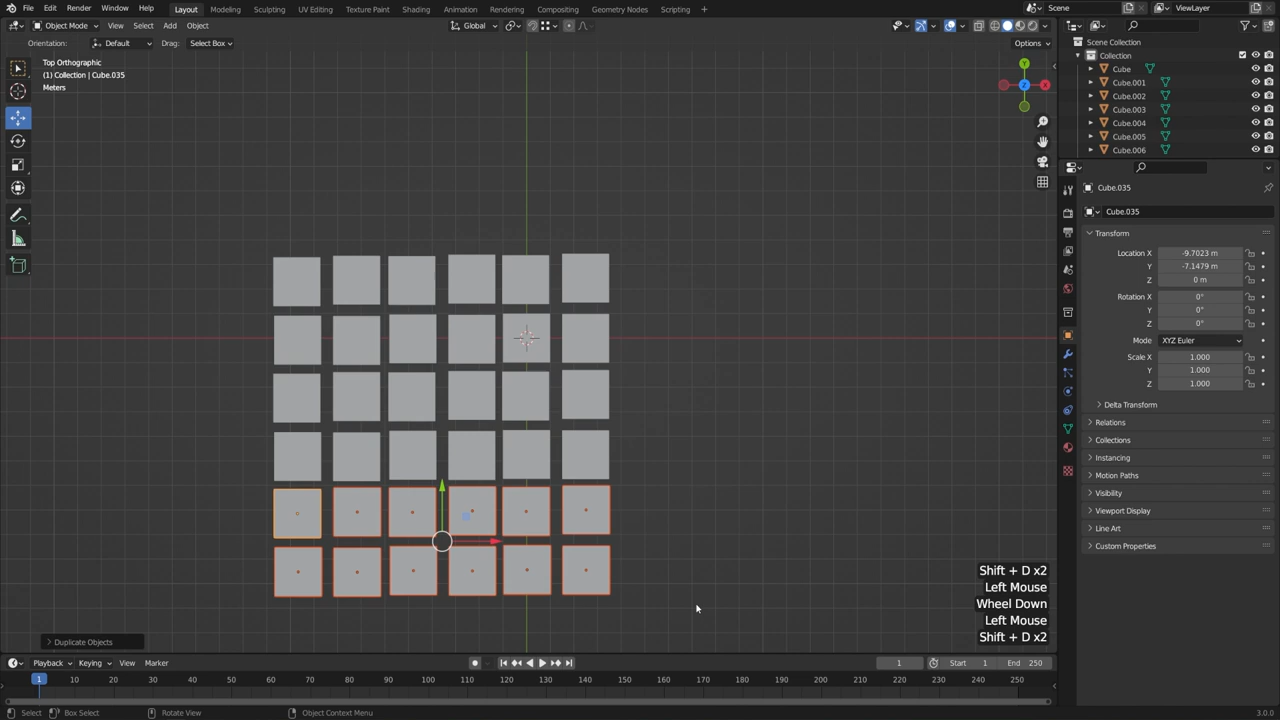 File Edit Render Window Help Layout Modeling Sculpting UV Editing Texture Paint Shading Animation Rendering Compositing Geometry Nodes Scripting + Scene ViewLayer
Object Mode View Select Add Object Global
Orientation: Default Drag: Select Box Options
Top Orthographic
(1) Collection | Cube.035
Meters
Y
X
Z
Scene Collection
Collection
Cube
Cube.001
Cube.002
Cube.003
Cube.004
Cube.005
Cube.006
Cube.035
Cube.035
Transform
Location X -9.7023 m
Y -7.1479 m
Z 0 m
Rotation X 0°
Y 0°
Z 0°
Mode XYZ Euler
Scale X 1.000
Y 1.000
Z 1.000
Delta Transform
Relations
Collections
Instancing
Motion Paths
Visibility
Viewport Display
Line Art
Custom Properties
Shift + D x2
Left Mouse
Wheel Down
Left Mouse
Shift + D x2
Duplicate Objects
Playback Keying View Marker 1 Start 1 End 250
1 10 20 30 40 50 60 70 80 90 100 110 120 130 140 150 160 170 180 190 200 210 220 230 240 250
Select Box Select Rotate View Object Context Menu 3.0.0